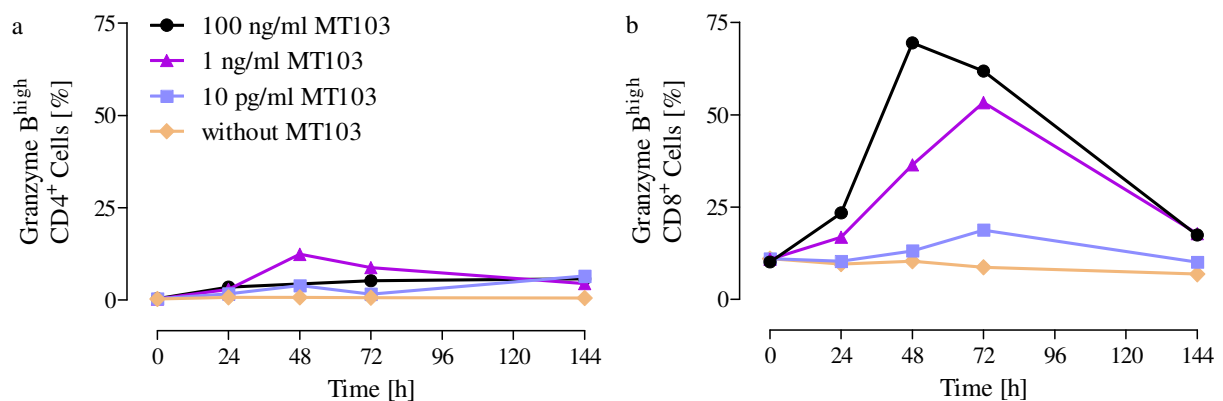 a
75
50
25
0
Granzyme B^high
CD4⁺ Cells [%]
100 ng/ml MT103
1 ng/ml MT103
10 pg/ml MT103
without MT103
0 24 48 72 96 120 144
Time [h]
b
75
50
25
0
Granzyme B^high
CD8⁺ Cells [%]
0 24 48 72 96 120 144
Time [h]